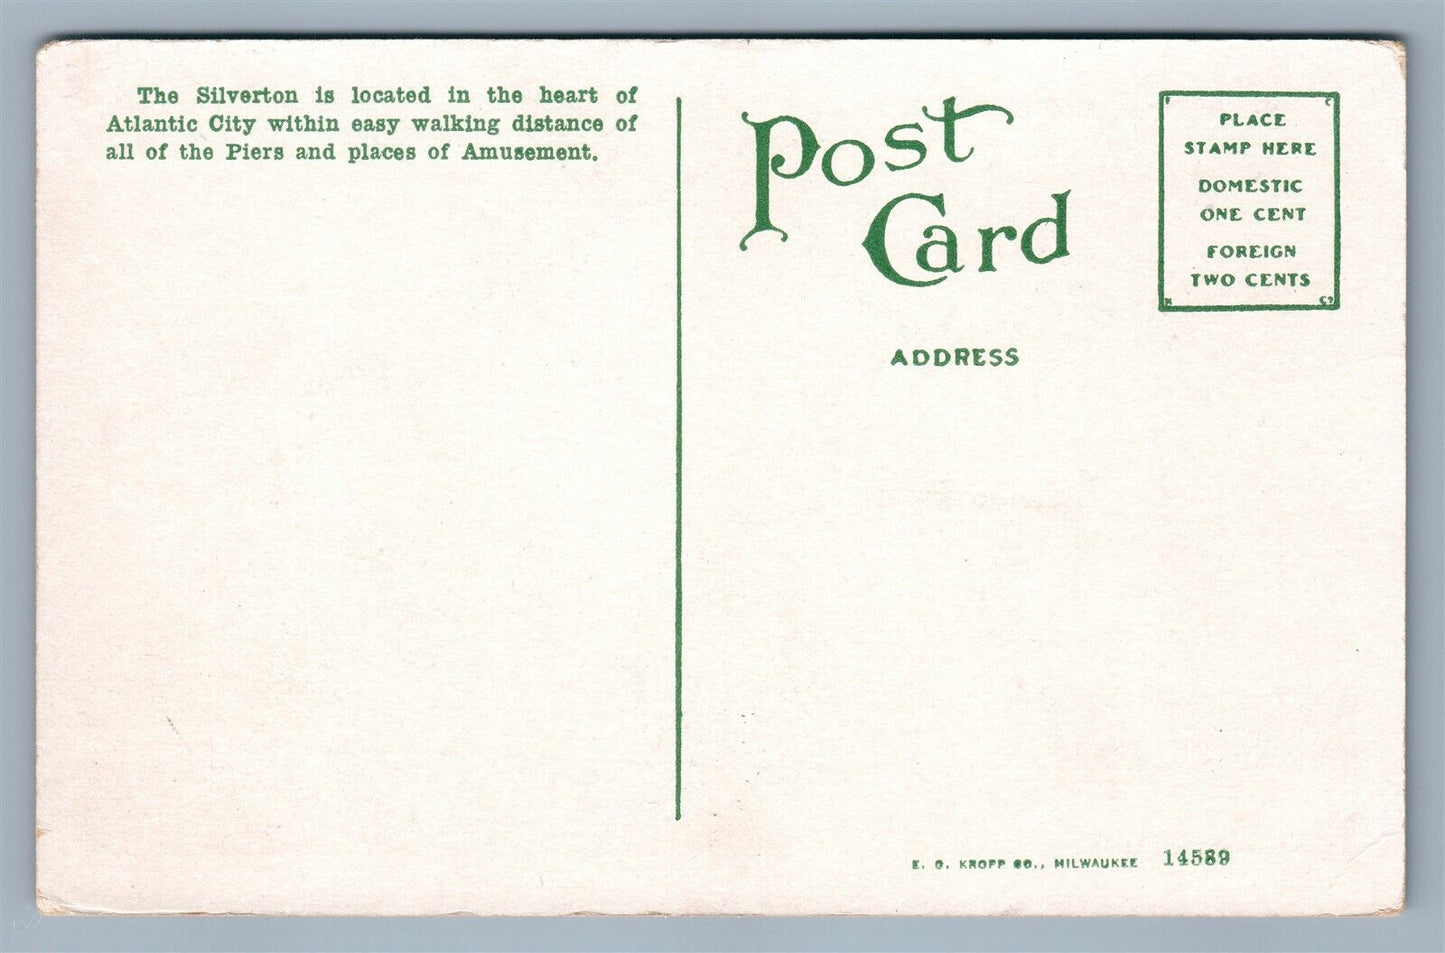 The Silverton is located in the heart of
Atlantic City within easy walking distance of
all of the Piers and places of Amusement.
Post
Card
PLACE
STAMP HERE
DOMESTIC
ONE CENT
FOREIGN
TWO CENTS
ADDRESS
E. C. KROPP CO., MILWAUKEE 14589